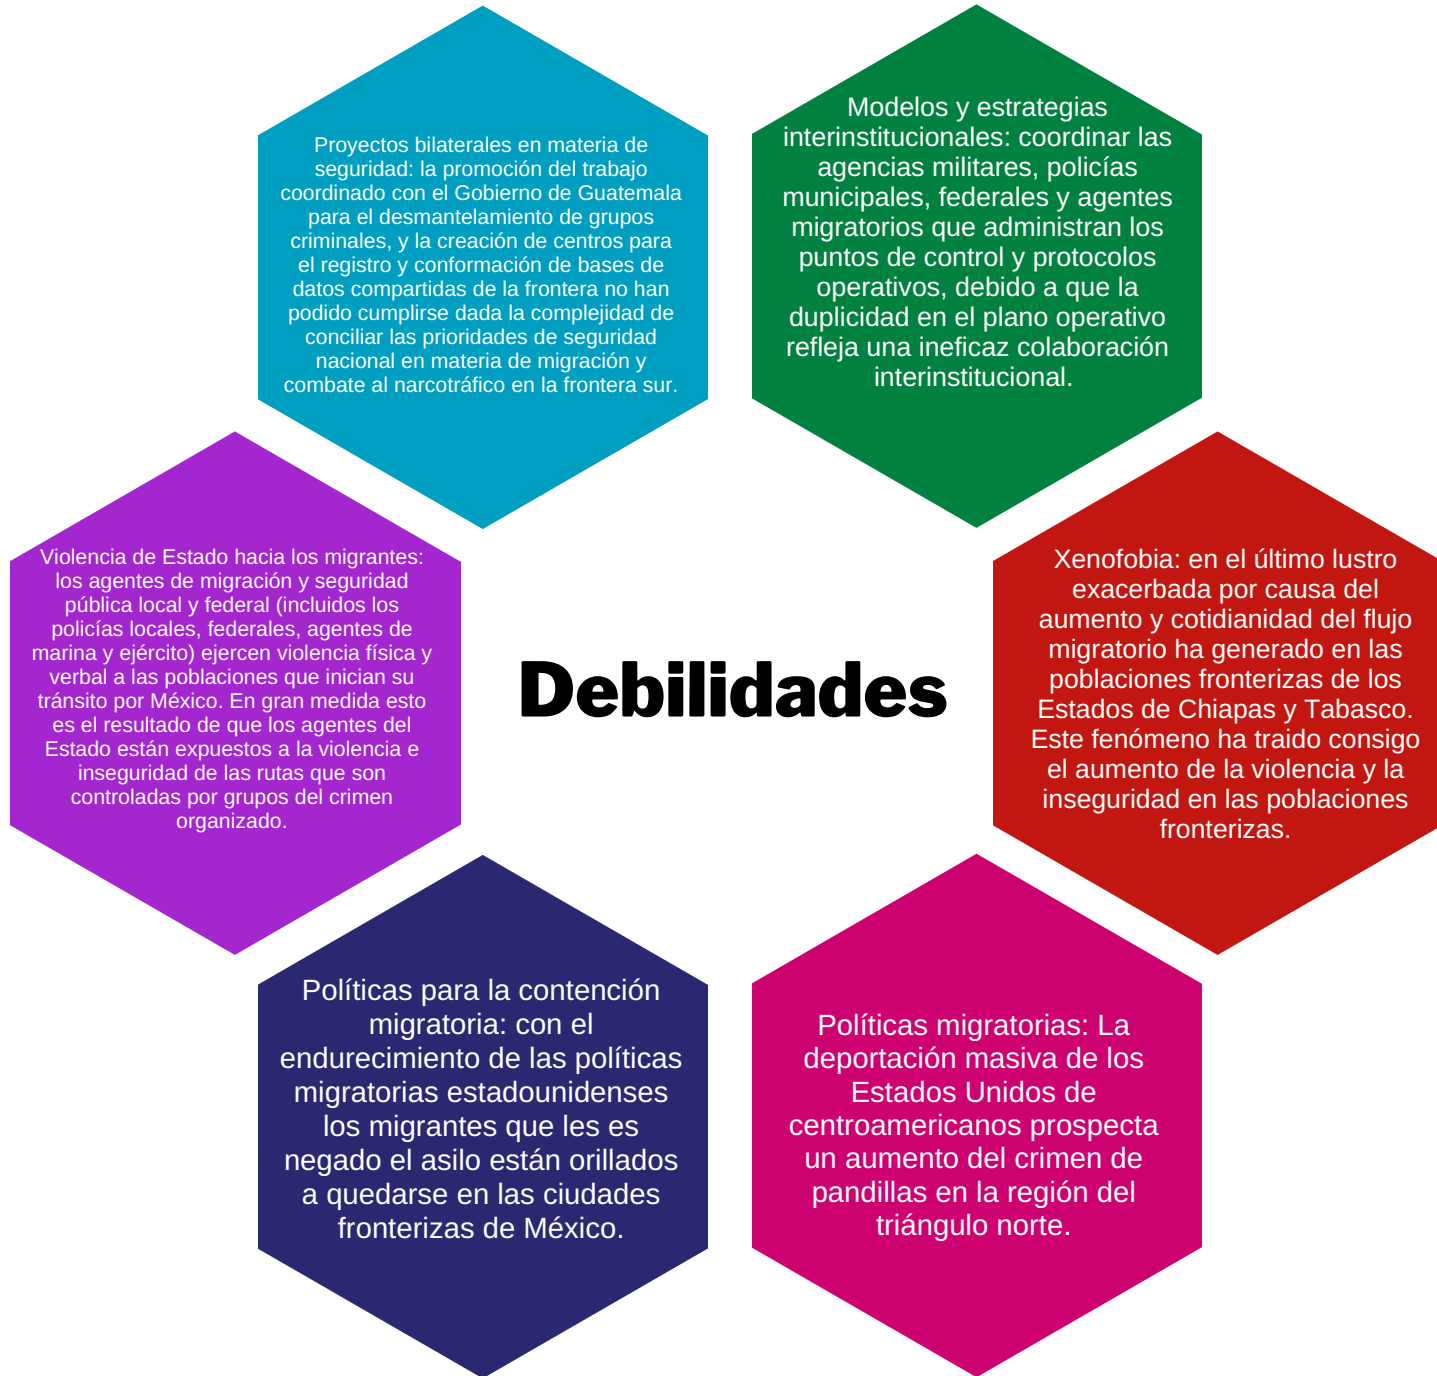 Proyectos bilaterales en materia de
seguridad: la promoción del trabajo
coordinado con el Gobierno de Guatemala
para el desmantelamiento de grupos
criminales, y la creación de centros para
el registro y conformación de bases de
datos compartidas de la frontera no han
podido cumplirse dada la complejidad de
conciliar las prioridades de seguridad
nacional en materia de migración y
combate al narcotráfico en la frontera sur.
Modelos y estrategias
interinstitucionales: coordinar las
agencias militares, policías
municipales, federales y agentes
migratorios que administran los
puntos de control y protocolos
operativos, debido a que la
duplicidad en el plano operativo
refleja una ineficaz colaboración
interinstitucional.
Violencia de Estado hacia los migrantes:
los agentes de migración y seguridad
pública local y federal (incluidos los
policías locales, federales, agentes de
marina y ejército) ejercen violencia física y
verbal a las poblaciones que inician su
tránsito por México. En gran medida esto
es el resultado de que los agentes del
Estado están expuestos a la violencia e
inseguridad de las rutas que son
controladas por grupos del crimen
organizado.
Debilidades
Xenofobia: en el último lustro
exacerbada por causa del
aumento y cotidianidad del flujo
migratorio ha generado en las
poblaciones fronterizas de los
Estados de Chiapas y Tabasco.
Este fenómeno ha traido consigo
el aumento de la violencia y la
inseguridad en las poblaciones
fronterizas.
Políticas para la contención
migratoria: con el
endurecimiento de las políticas
migratorias estadounidenses
los migrantes que les es
negado el asilo están orillados
a quedarse en las ciudades
fronterizas de México.
Políticas migratorias: La
deportación masiva de los
Estados Unidos de
centroamericanos prospecta
un aumento del crimen de
pandillas en la región del
triángulo norte.